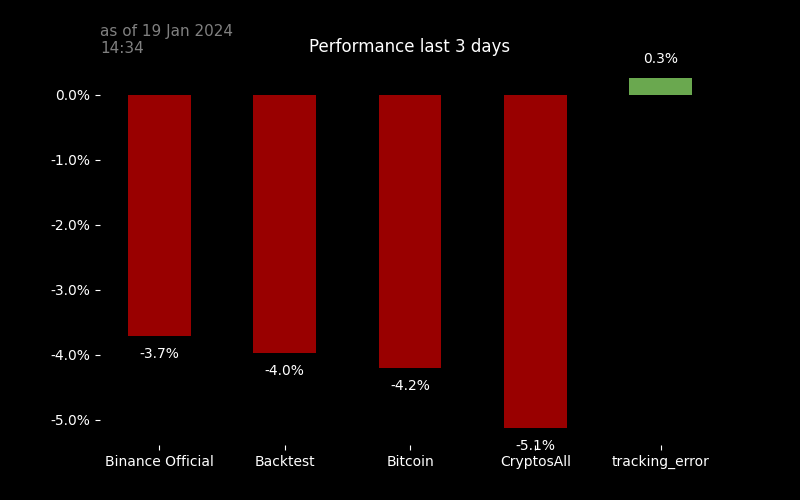 as of 19 Jan 2024
14:34
Performance last 3 days
0.3%
0.0%
-1.0%
-2.0%
-3.0%
-4.0%
-5.0%
-3.7%
-4.0%
-4.2%
-5.1%
Binance Official
Backtest
Bitcoin
CryptosAll
tracking_error